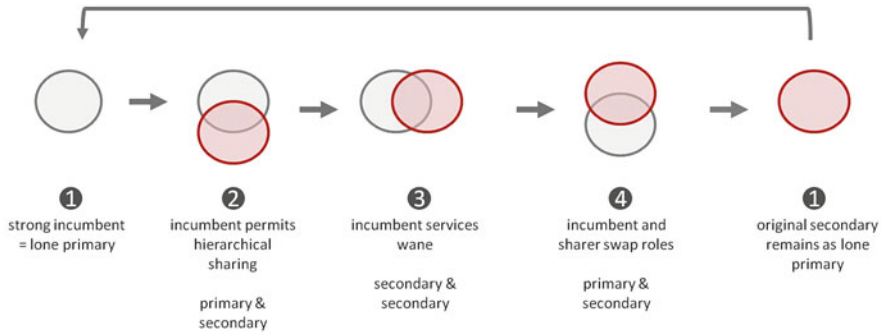 1
strong incumbent
= lone primary
2
incumbent permits
hierarchical
sharing
primary &
secondary
3
incumbent services
wane
secondary &
secondary
4
incumbent and
sharer swap roles
primary &
secondary
1
original secondary
remains as lone
primary